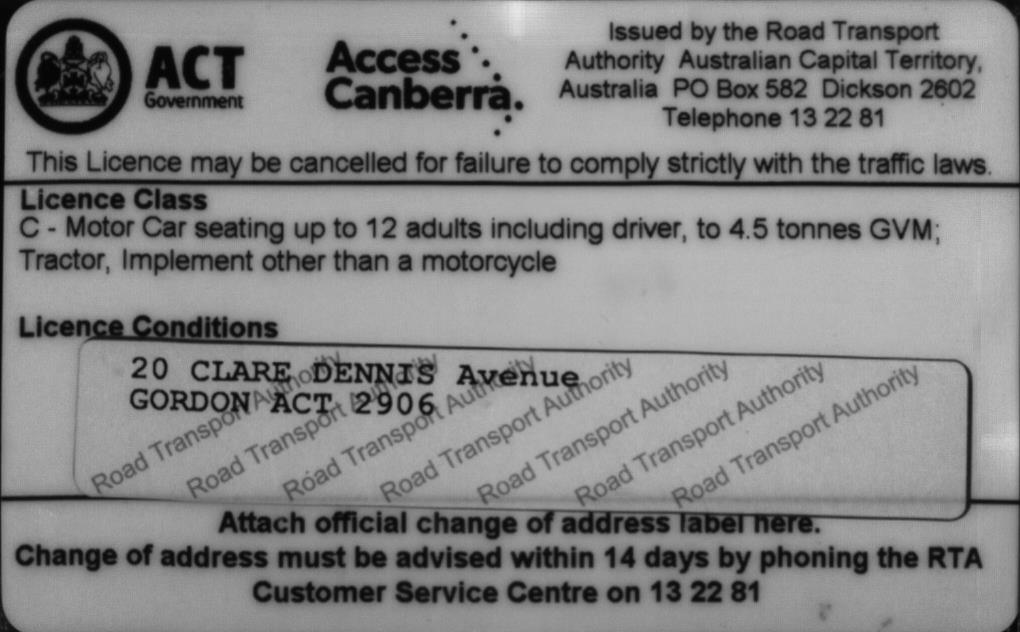 ACT
Government
Access
Canberra.
Issued by the Road Transport
Authority Australian Capital Territory,
Australia PO Box 582 Dickson 2602
Telephone 13 22 81
This Licence may be cancelled for failure to comply strictly with the traffic laws.
Licence Class
C - Motor Car seating up to 12 adults including driver, to 4.5 tonnes GVM;
Tractor, Implement other than a motorcycle
Licence Conditions
20 CLARE DENNIS Avenue
GORDON ACT 2906
Road Transport Authority
Road Transport Authority
Road Transport Authority
Road Transport Authority
Road Transport Authority
Road Transport Authority
Road Transport Authority
Attach official change of address label here.
Change of address must be advised within 14 days by phoning the RTA
Customer Service Centre on 13 22 81